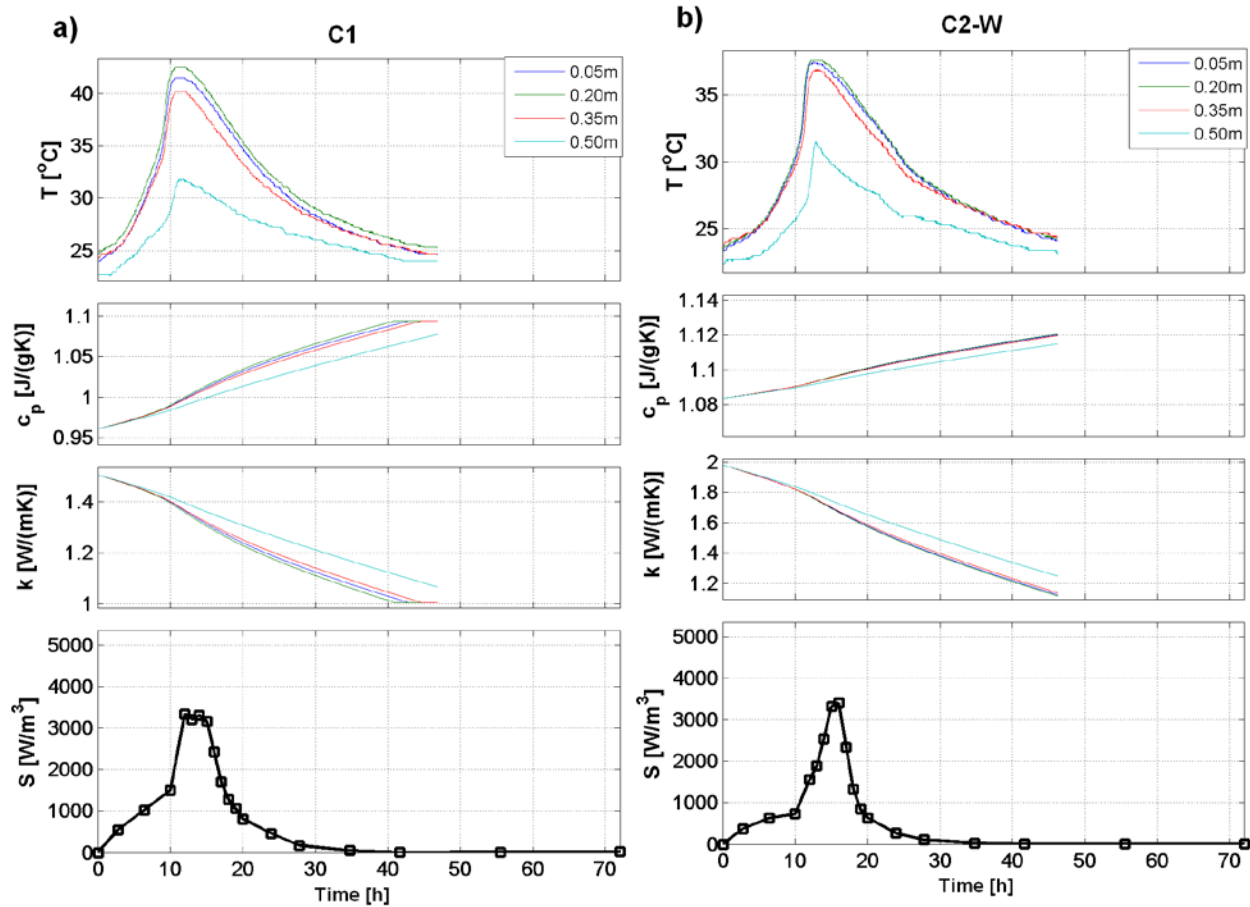 a)
C1
T [°C]
40
35
30
25
0.05m
0.20m
0.35m
0.50m
c_p [J/(gK)]
1.1
1.05
1
0.95
k [W/(mK)]
1.4
1.2
1
S [W/m³]
5000
4000
3000
2000
1000
0
0 10 20 30 40 50 60 70
Time [h]
b)
C2-W
T [°C]
35
30
25
0.05m
0.20m
0.35m
0.50m
c_p [J/(gK)]
1.14
1.12
1.1
1.08
k [W/(mK)]
2
1.8
1.6
1.4
1.2
S [W/m³]
5000
4000
3000
2000
1000
0
0 10 20 30 40 50 60 70
Time [h]